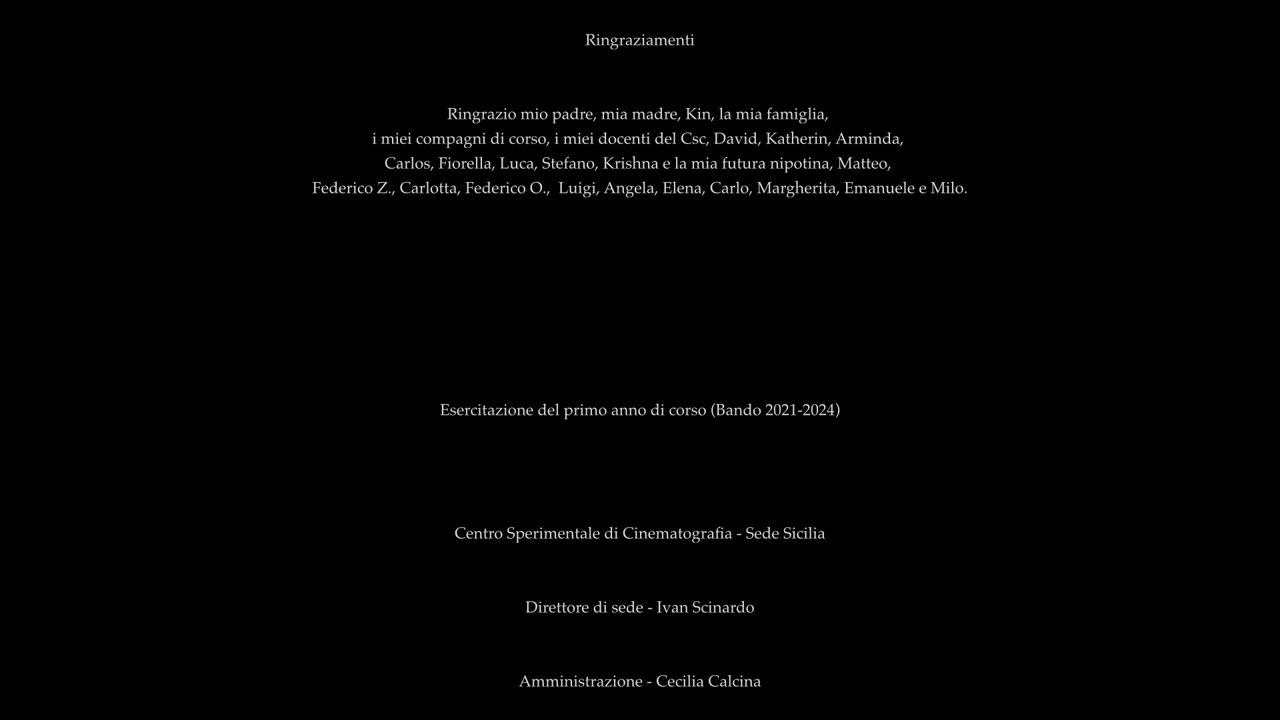 Ringraziamenti
Ringrazio mio padre, mia madre, Kin, la mia famiglia,
i miei compagni di corso, i miei docenti del Csc, David, Katherin, Arminda,
Carlos, Fiorella, Luca, Stefano, Krishna e la mia futura nipotina, Matteo,
Federico Z., Carlotta, Federico O.,  Luigi, Angela, Elena, Carlo, Margherita, Emanuele e Milo.
Esercitazione del primo anno di corso (Bando 2021-2024)
Centro Sperimentale di Cinematografia - Sede Sicilia
Direttore di sede - Ivan Scinardo
Amministrazione - Cecilia Calcina